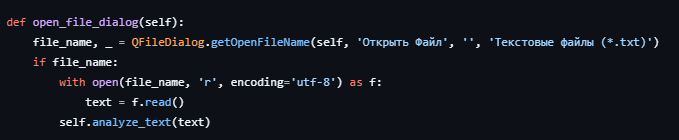 def open_file_dialog(self):
    file_name, _ = QFileDialog.getOpenFileName(self, 'Открыть Файл', '', 'Текстовые файлы (*.txt)')
    if file_name:
        with open(file_name, 'r', encoding='utf-8') as f:
            text = f.read()
        self.analyze_text(text)